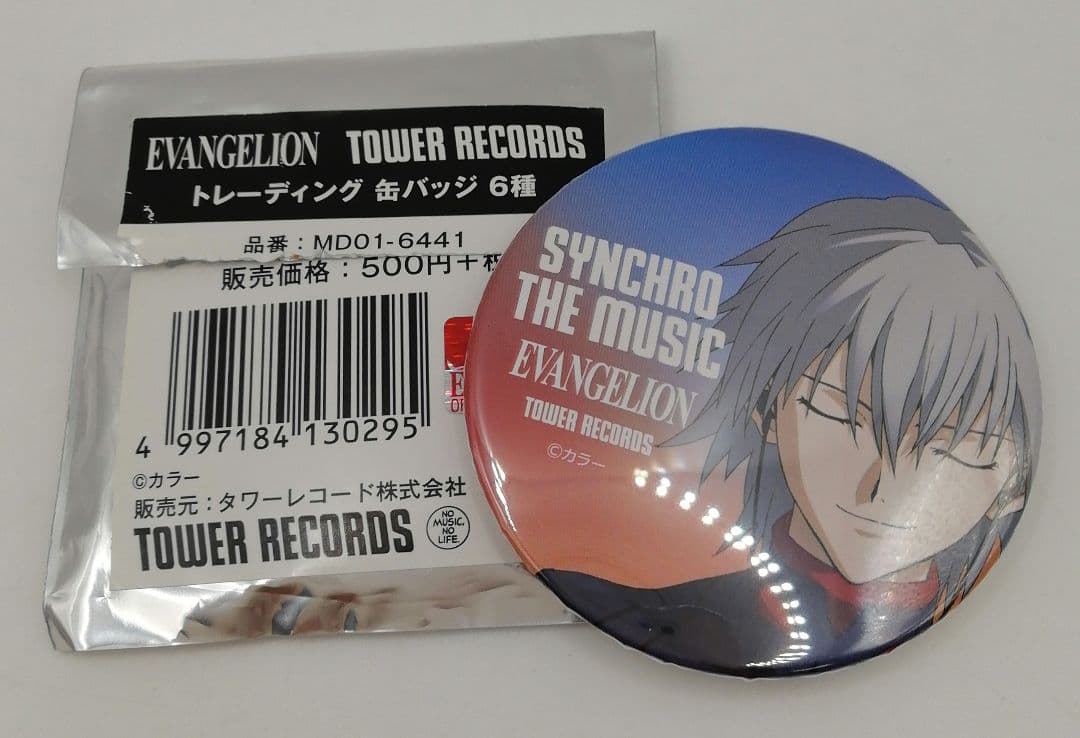 EVANGELION TOWER RECORDS
トレーディング 缶バッジ 6種
品番：MD01-6441
販売価格：500円＋税
4 997184 130295
©カラー
販売元：タワーレコード株式会社
TOWER RECORDS
NO
MUSIC,
NO
LIFE.
SYNCHRO
THE MUSIC
EVANGELION
TOWER RECORDS
©カラー